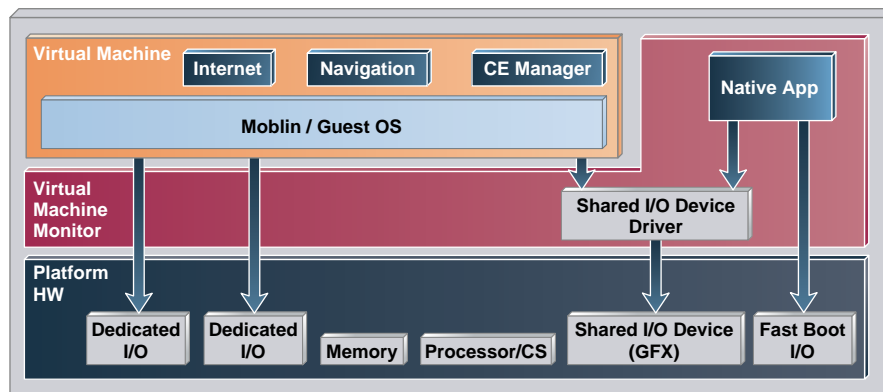 Virtual Machine
Internet
Navigation
CE Manager
Native App
Moblin / Guest OS
Virtual
Machine
Monitor
Shared I/O Device
Driver
Platform
HW
Dedicated
I/O
Dedicated
I/O
Memory
Processor/CS
Shared I/O Device
(GFX)
Fast Boot
I/O